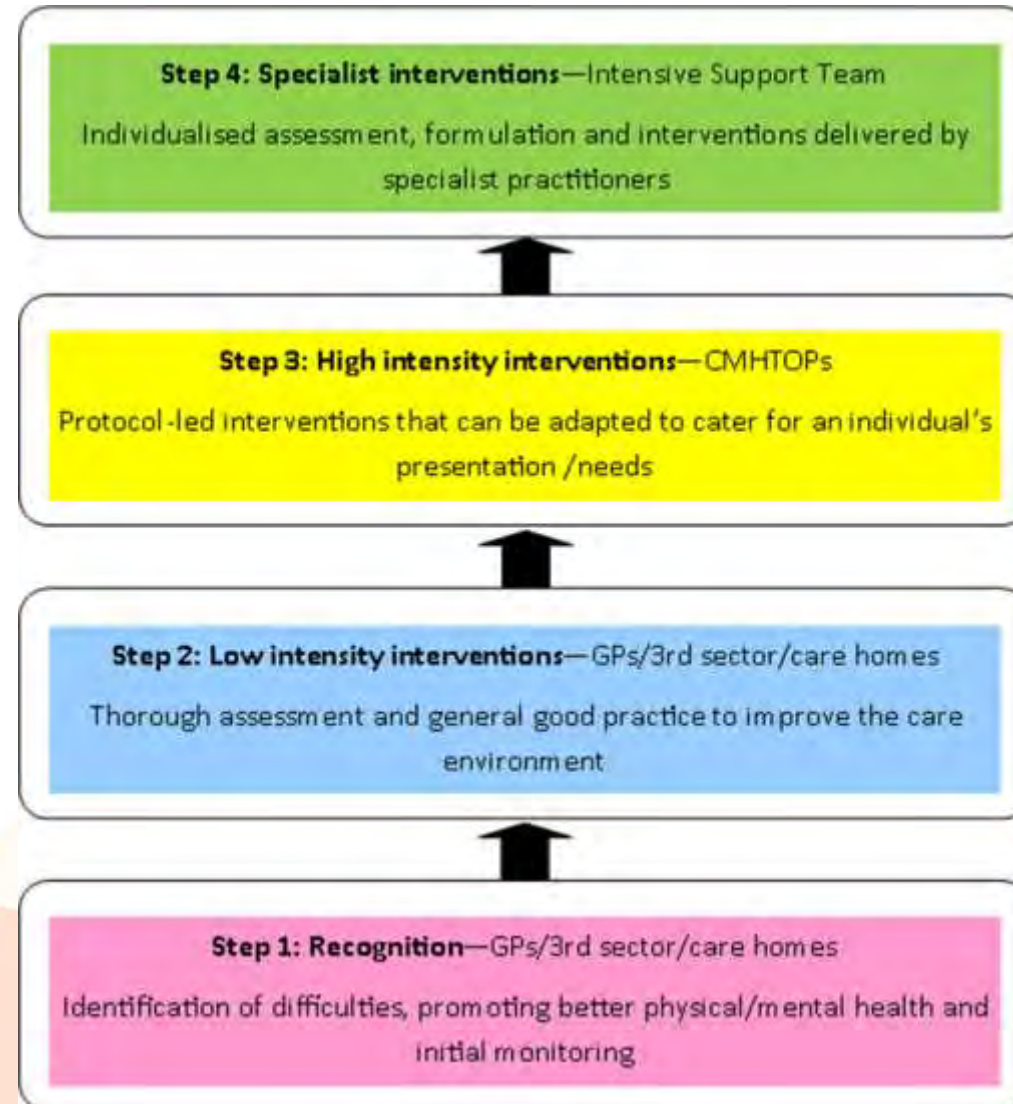 Step 4: Specialist interventions—Intensive Support Team
Individualised assessment, formulation and interventions delivered by
specialist practitioners
Step 3: High intensity interventions—CMHTOPs
Protocol-led interventions that can be adapted to cater for an individual's
presentation /needs
Step 2: Low intensity interventions—GPs/3rd sector/care homes
Thorough assessment and general good practice to improve the care
environment
Step 1: Recognition—GPs/3rd sector/care homes
Identification of difficulties, promoting better physical/mental health and
initial monitoring